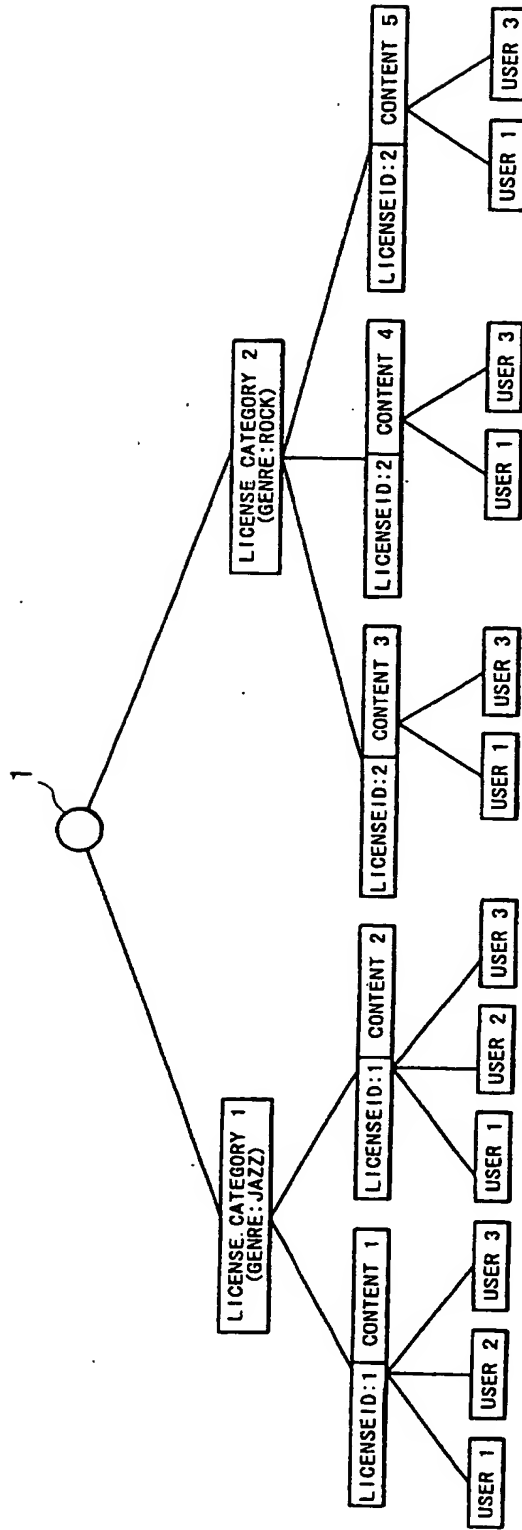 1
LICENSE CATEGORY 1
(GENRE:JAZZ)
LICENSE CATEGORY 2
(GENRE:ROCK)
LICENSEID:1 CONTENT 1
LICENSEID:1 CONTENT 2
LICENSEID:2 CONTENT 3
LICENSEID:2 CONTENT 4
LICENSEID:2 CONTENT 5
USER 1
USER 2
USER 3
USER 1
USER 2
USER 3
USER 1
USER 3
USER 1
USER 3
USER 1
USER 3